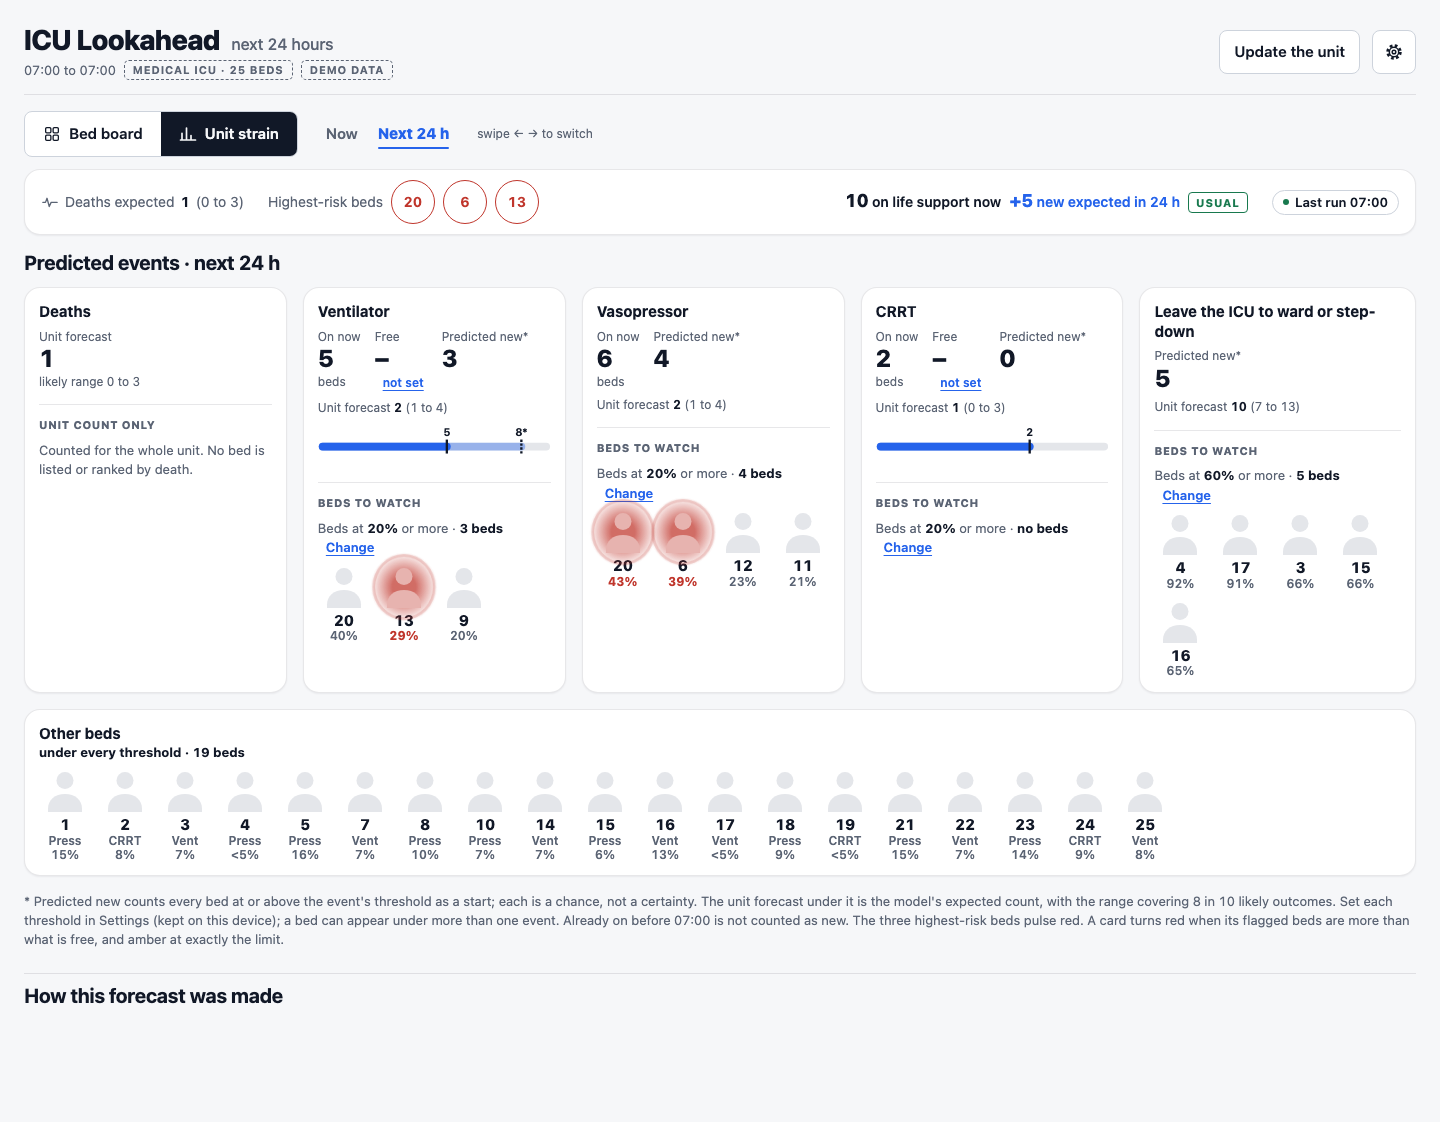 ICU Lookahead next 24 hours
07:00 to 07:00 MEDICAL ICU · 25 BEDS DEMO DATA
Update the unit
Bed board Unit strain Now Next 24 h swipe ← → to switch
Deaths expected 1 (0 to 3) Highest-risk beds 20 6 13 10 on life support now +5 new expected in 24 h USUAL Last run 07:00
Predicted events · next 24 h
Deaths
Unit forecast
1
likely range 0 to 3
UNIT COUNT ONLY
Counted for the whole unit. No bed is
listed or ranked by death.
Ventilator
On now Free Predicted new*
5 – 3
beds not set
Unit forecast 2 (1 to 4)
5 8*
BEDS TO WATCH
Beds at 20% or more · 3 beds
Change
20 13 9
40% 29% 20%
Vasopressor
On now Predicted new*
6 4
beds
Unit forecast 2 (1 to 4)
BEDS TO WATCH
Beds at 20% or more · 4 beds
Change
20 6 12 11
43% 39% 23% 21%
CRRT
On now Free Predicted new*
2 – 0
beds not set
Unit forecast 1 (0 to 3)
2
BEDS TO WATCH
Beds at 20% or more · no beds
Change
Leave the ICU to ward or step-
down
Predicted new*
5
Unit forecast 10 (7 to 13)
BEDS TO WATCH
Beds at 60% or more · 5 beds
Change
4 17 3 15
92% 91% 66% 66%
16
65%
Other beds
under every threshold · 19 beds
1 2 3 4 5 7 8 10 14 15 16 17 18 19 21 22 23 24 25
Press CRRT Vent Press Press Vent Press Press Vent Press Vent Vent Press CRRT Press Vent Press CRRT Vent
15% 8% 7% <5% 16% 7% 10% 7% 7% 6% 13% <5% 9% <5% 15% 7% 14% 9% 8%
* Predicted new counts every bed at or above the event's threshold as a start; each is a chance, not a certainty. The unit forecast under it is the model's expected count, with the range covering 8 in 10 likely outcomes. Set each
threshold in Settings (kept on this device); a bed can appear under more than one event. Already on before 07:00 is not counted as new. The three highest-risk beds pulse red. A card turns red when its flagged beds are more than
what is free, and amber at exactly the limit.
How this forecast was made